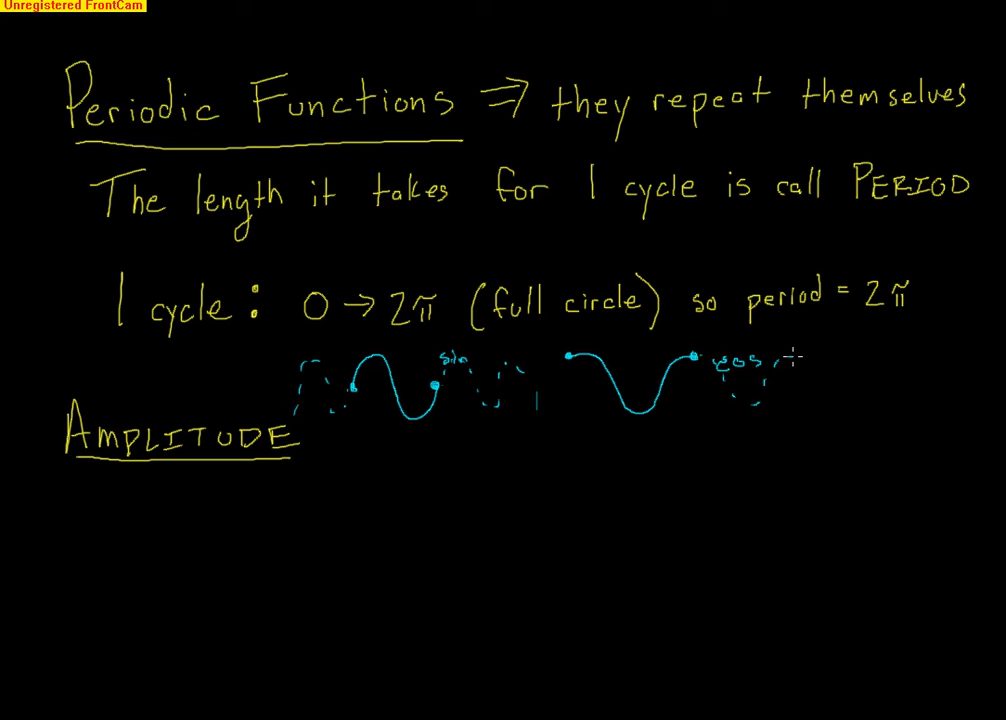 Unregistered FrontCam
Periodic Functions ⇒ they repeat themselves
The length it takes for 1 cycle is call PERIOD
1 cycle: 0 → 2π (full circle) so period = 2π
sin cos
AMPLITUDE